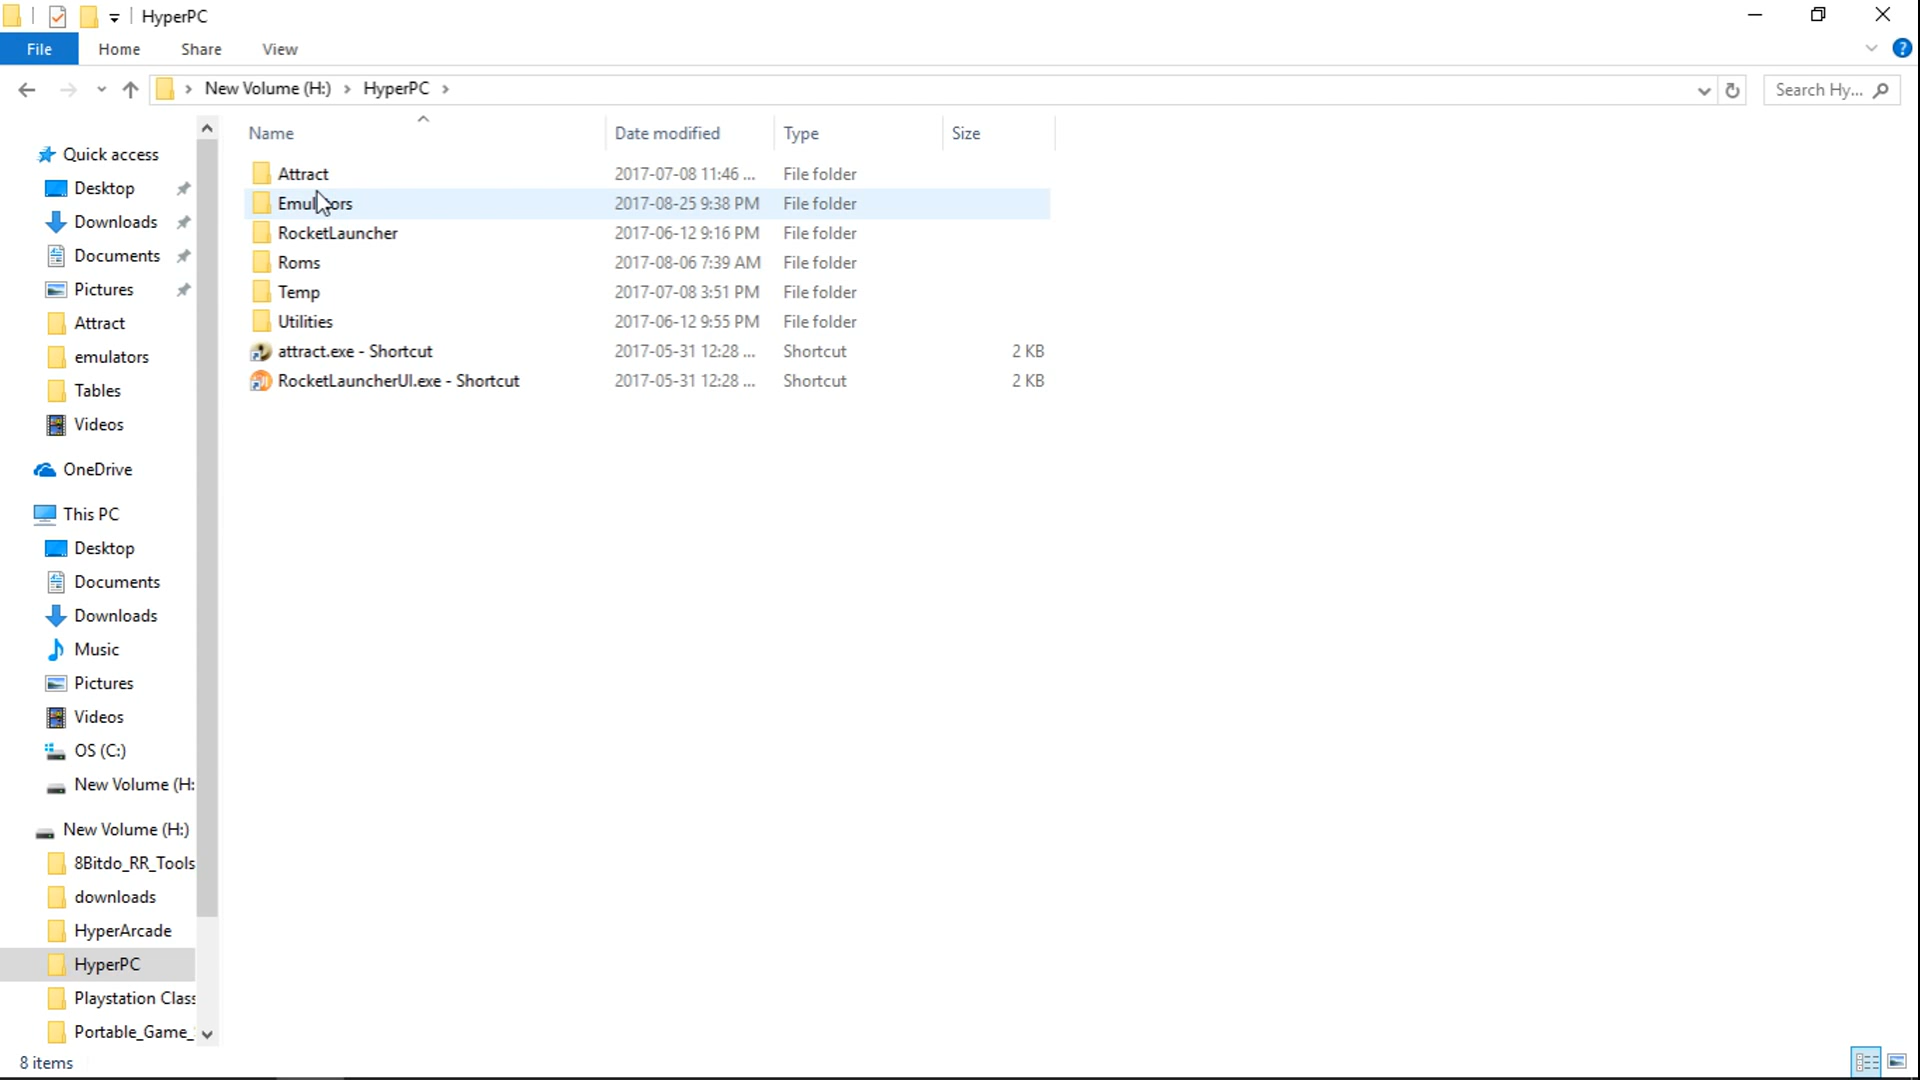 HyperPC
File Home Share View ?
New Volume (H:) HyperPC Search Hy...
Name Date modified Type Size
Quick access
Desktop
Downloads
Documents
Pictures
Attract
emulators
Tables
Videos
OneDrive
This PC
Desktop
Documents
Downloads
Music
Pictures
Videos
OS (C:)
New Volume (H:
New Volume (H:)
8Bitdo_RR_Tools
downloads
HyperArcade
HyperPC
Playstation Class
Portable_Game_
Attract 2017-07-08 11:46 ... File folder
2017-08-25 9:38 PM File folder
RocketLauncher 2017-06-12 9:16 PM File folder
Roms 2017-08-06 7:39 AM File folder
Temp 2017-07-08 3:51 PM File folder
Utilities 2017-06-12 9:55 PM File folder
attract.exe - Shortcut 2017-05-31 12:28 ... Shortcut 2 KB
RocketLauncherUI.exe - Shortcut 2017-05-31 12:28 ... Shortcut 2 KB
8 items